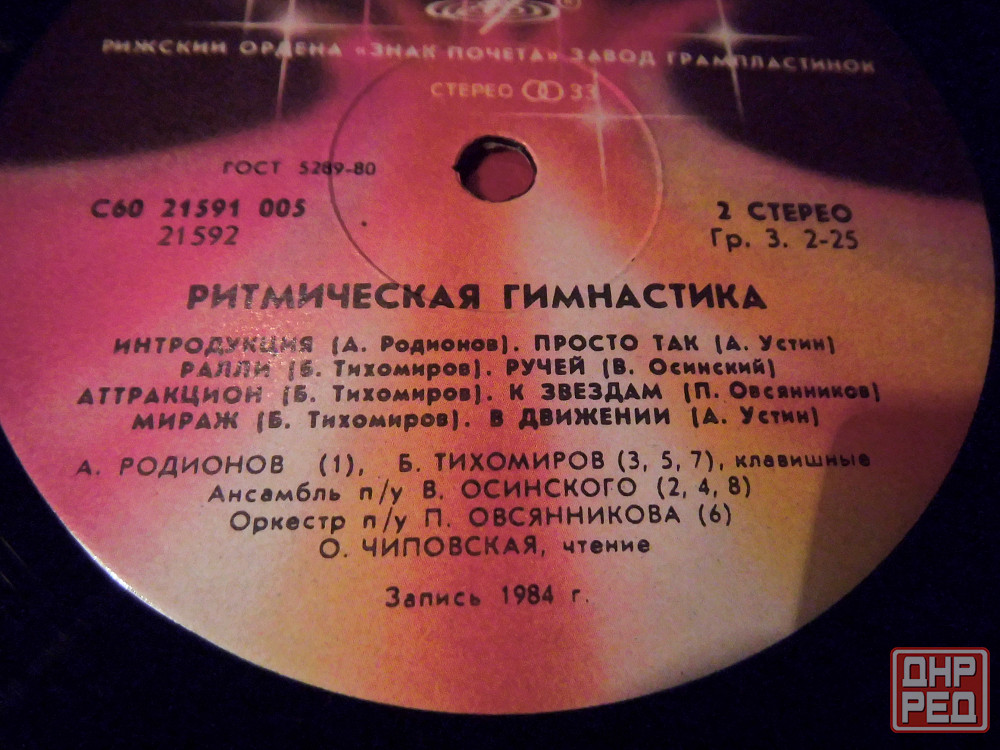 РИЖСКИЙ ОРДЕНА «ЗНАК ПОЧЕТА» ЗАВОД ГРАМПЛАСТИНОК
СТЕРЕО 33
ГОСТ 5289-80
С60 21591 005
21592
2 СТЕРЕО
Гр. 3. 2-25
РИТМИЧЕСКАЯ ГИМНАСТИКА
ИНТРОДУКЦИЯ (А. Родионов). ПРОСТО ТАК (А. Устин)
РАЛЛИ (Б. Тихомиров). РУЧЕЙ (В. Осинский)
АТТРАКЦИОН (Б. Тихомиров). К ЗВЕЗДАМ (П. Овсянников)
МИРАЖ (Б. Тихомиров). В ДВИЖЕНИИ (А. Устин)
А. РОДИОНОВ (1), Б. ТИХОМИРОВ (3, 5, 7), клавишные
Ансамбль п/у В. ОСИНСКОГО (2, 4, 8)
Оркестр п/у П. ОВСЯННИКОВА (6)
О. ЧИПОВСКАЯ, чтение
Запись 1984 г.
ДНР
РЕД